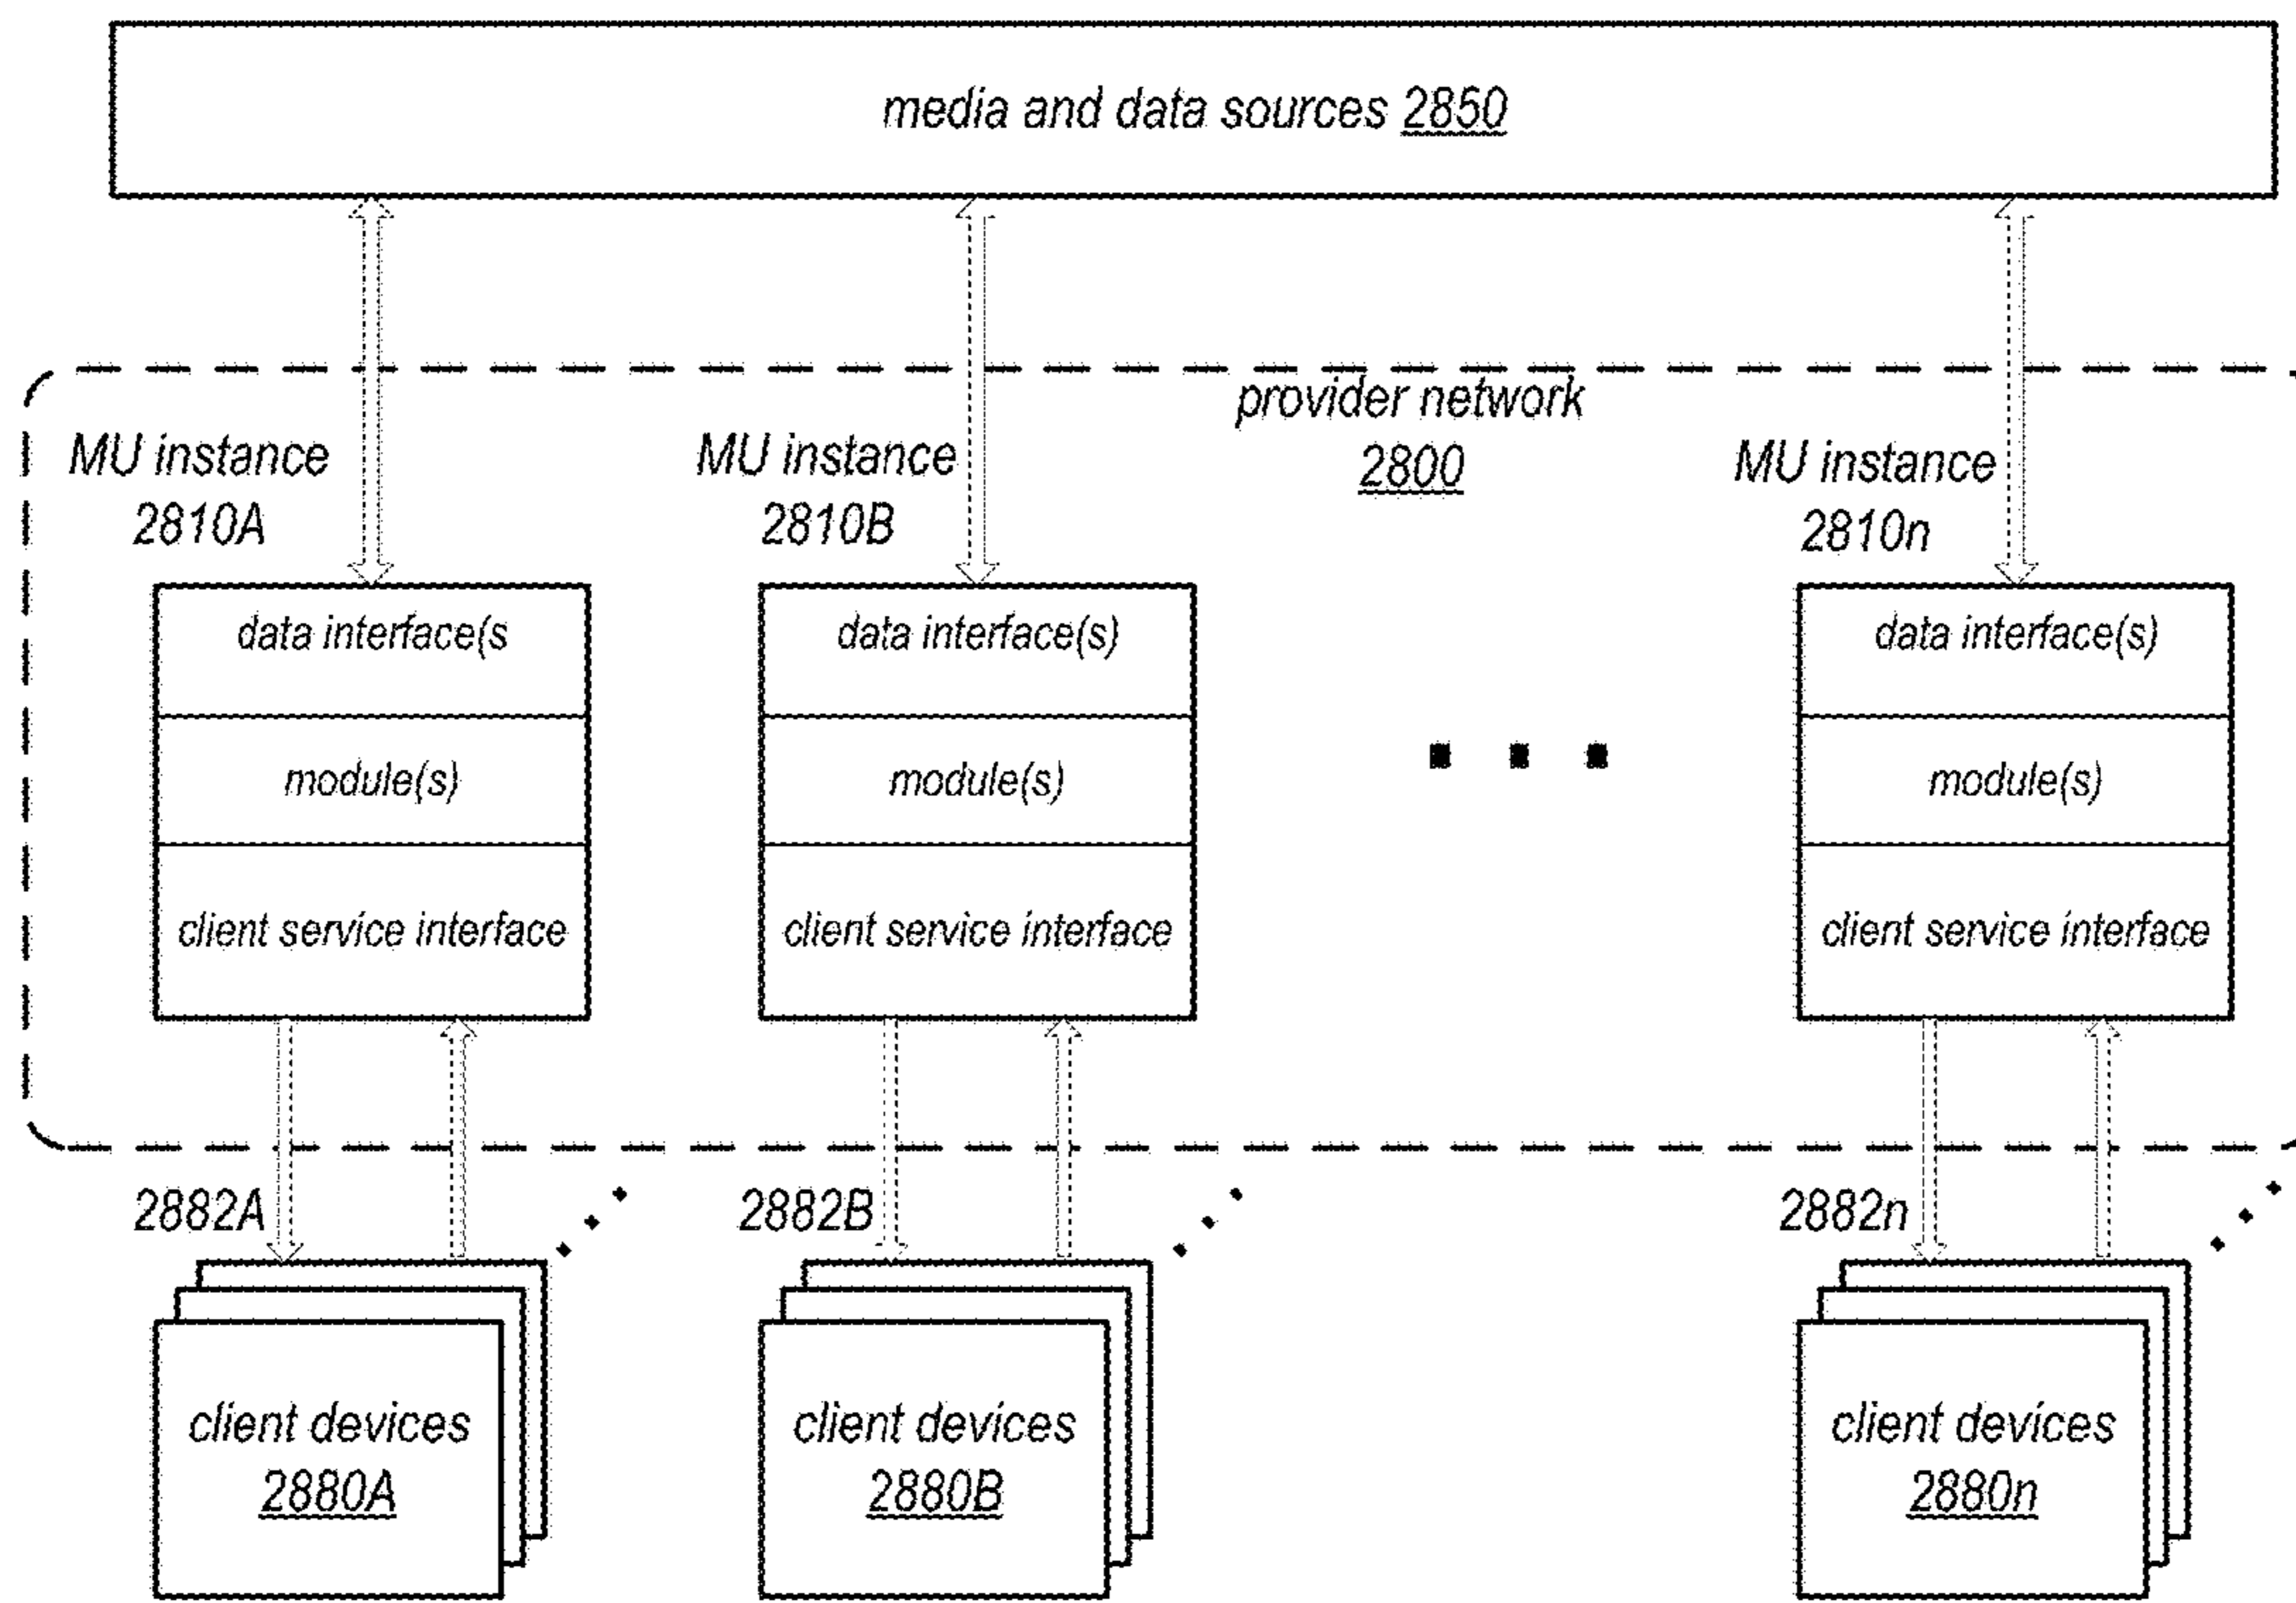 media and data sources 2850
provider network
2800
MU instance
2810A
MU instance
2810B
MU instance
2810n
data interface(s
module(s)
client service interface
data interface(s)
module(s)
client service interface
data interface(s)
module(s)
client service interface
2882A
2882B
2882n
client devices
2880A
client devices
2880B
client devices
2880n